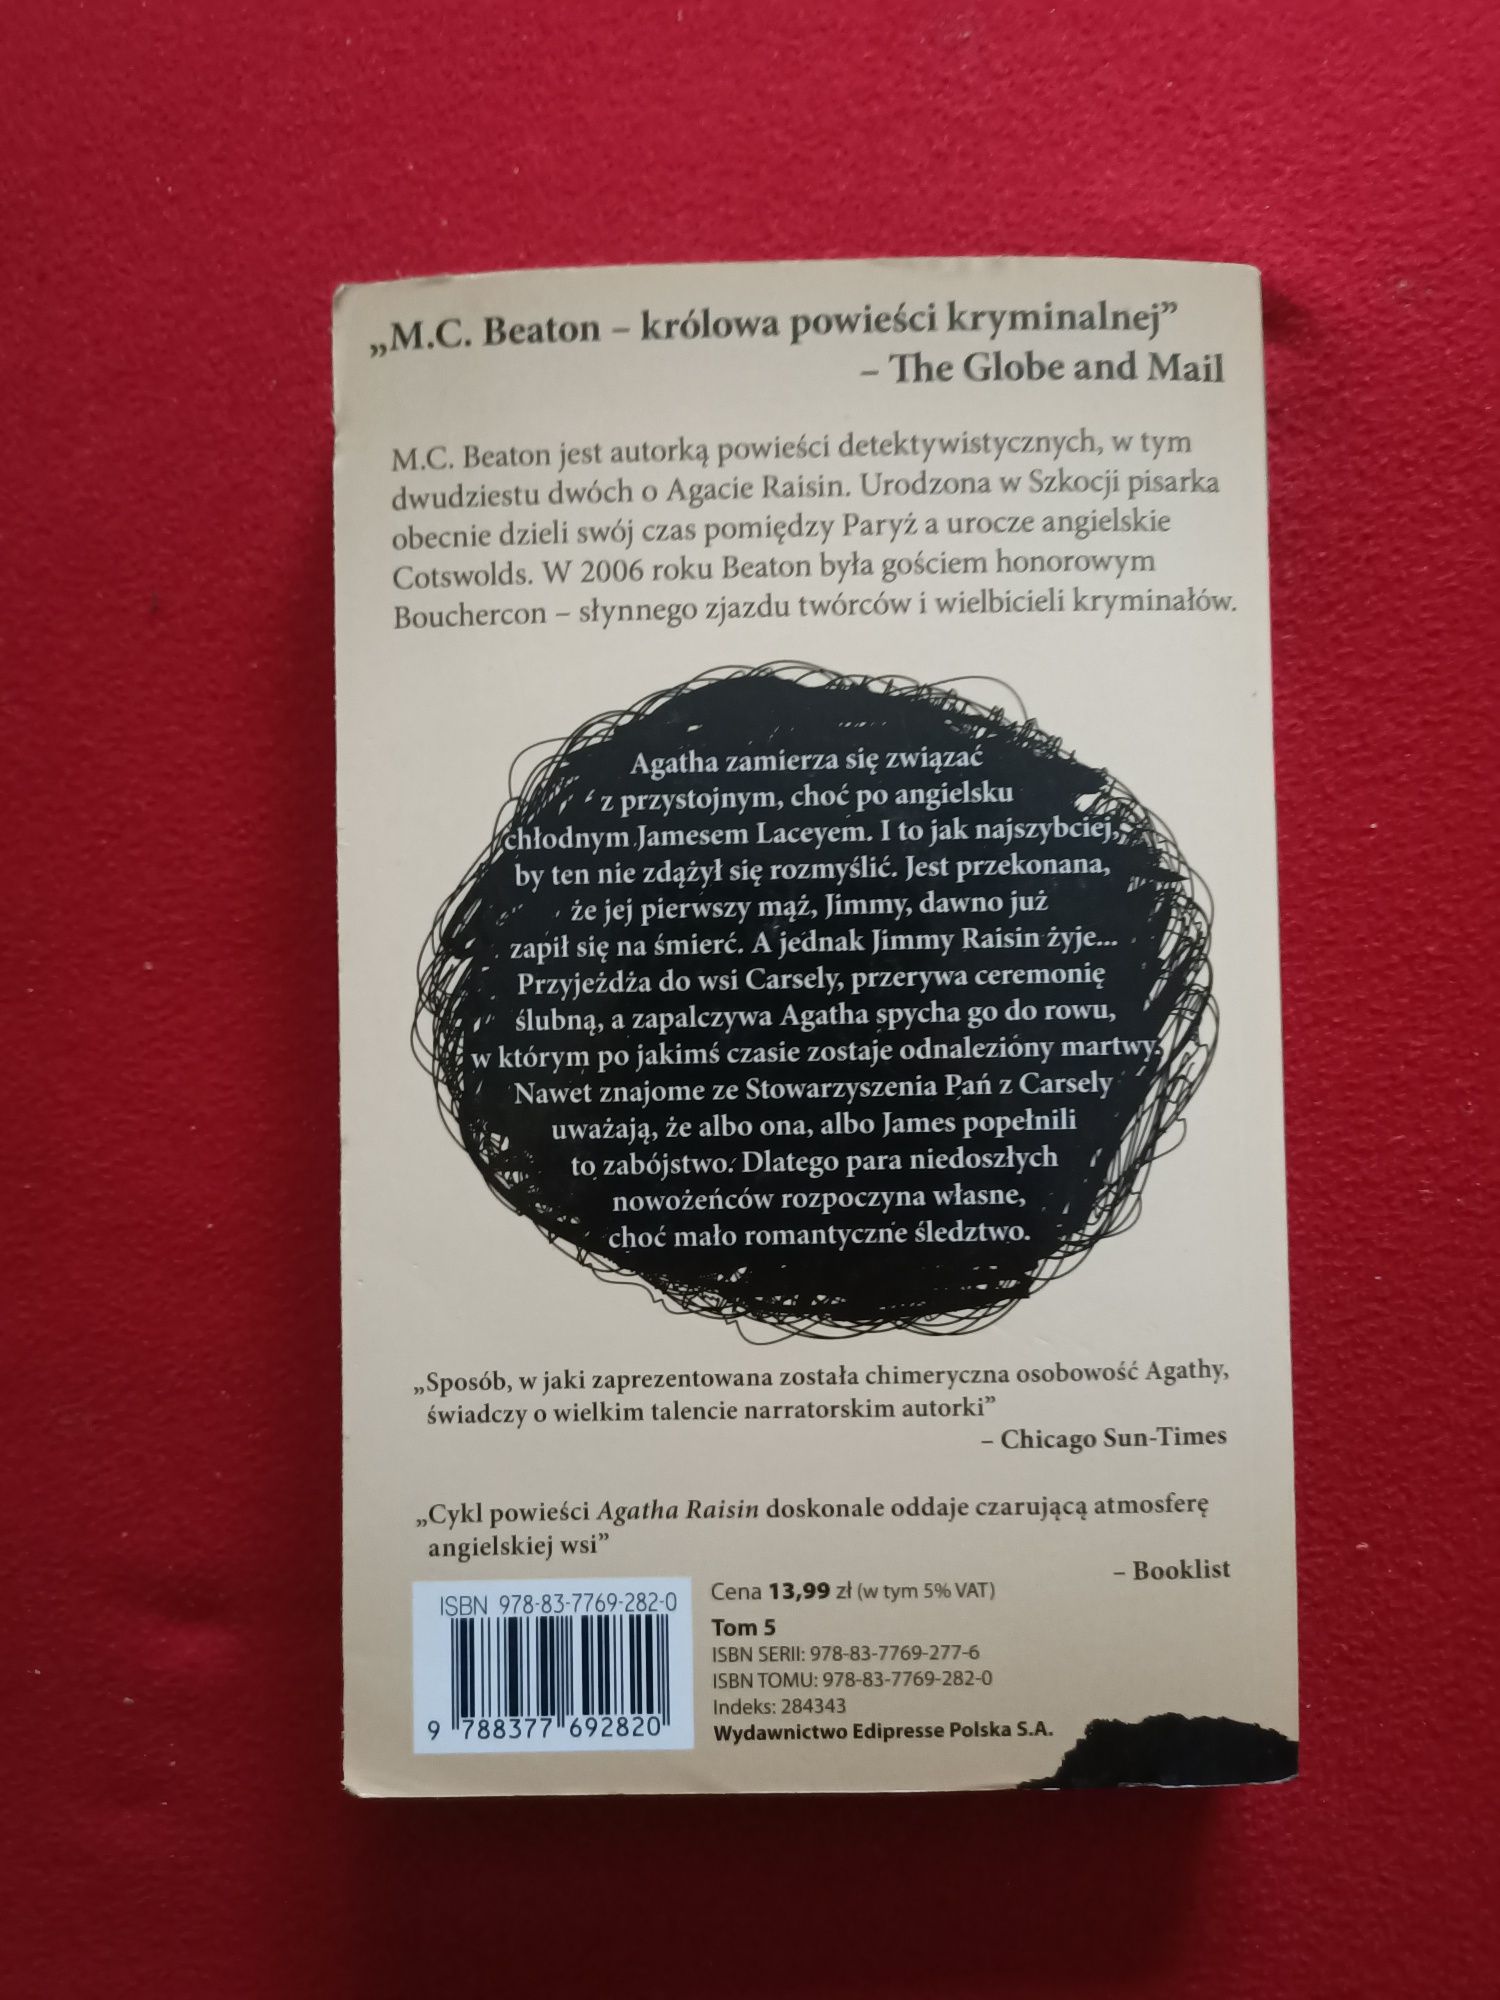 „M.C. Beaton – królowa powieści kryminalnej”
– The Globe and Mail
M.C. Beaton jest autorką powieści detektywistycznych, w tym
dwudziestu dwóch o Agacie Raisin. Urodzona w Szkocji pisarka
obecnie dzieli swój czas pomiędzy Paryż a urocze angielskie
Cotswolds. W 2006 roku Beaton była gościem honorowym
Bouchercon – słynnego zjazdu twórców i wielbicieli kryminałów.
Agatha zamierza się związać
z przystojnym, choć po angielsku
chłodnym Jamesem Laceyem. I to jak najszybciej,
by ten nie zdążył się rozmyślić. Jest przekonana,
że jej pierwszy mąż, Jimmy, dawno już
zapił się na śmierć. A jednak Jimmy Raisin żyje...
Przyjeżdża do wsi Carsely, przerywa ceremonię
ślubną, a zapalczywa Agatha spycha go do rowu,
w którym po jakimś czasie zostaje odnaleziony martwy.
Nawet znajome ze Stowarzyszenia Pań z Carsely
uważają, że albo ona, albo James popełnili
to zabójstwo. Dlatego para niedoszłych
nowożeńców rozpoczyna własne,
choć mało romantyczne śledztwo.
„Sposób, w jaki zaprezentowana została chimeryczna osobowość Agathy,
świadczy o wielkim talencie narratorskim autorki”
– Chicago Sun-Times
„Cykl powieści Agatha Raisin doskonale oddaje czarującą atmosferę
angielskiej wsi”
– Booklist
ISBN 978-83-7769-282-0
9 788377 692820
Cena 13,99 zł (w tym 5% VAT)
Tom 5
ISBN SERII: 978-83-7769-277-6
ISBN TOMU: 978-83-7769-282-0
Indeks: 284343
Wydawnictwo Edipresse Polska S.A.